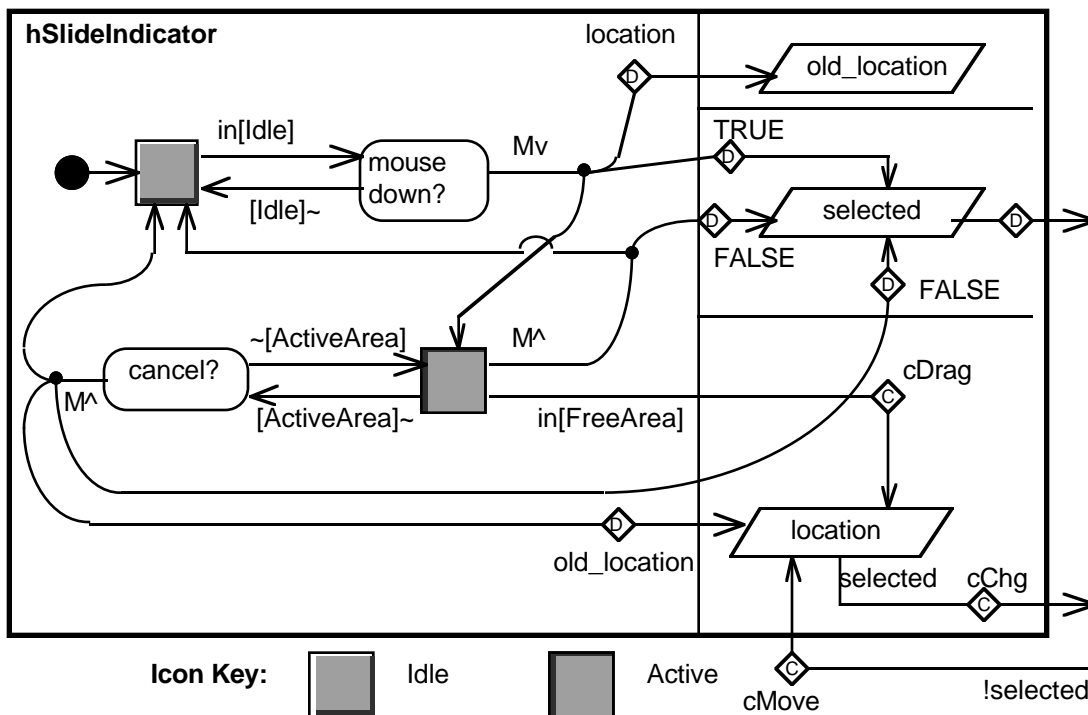 hSlideIndicator
location
D
old_location
in[Idle]
TRUE
Mv
D
mouse
down?
[Idle]~
selected
D
D
FALSE
D
FALSE
~[ActiveArea]
M^
cancel?
cDrag
M^
[ActiveArea]~
in[FreeArea]
C
D
location
old_location
selected
cChg
C
Icon Key:
Idle
Active
C
cMove
!selected